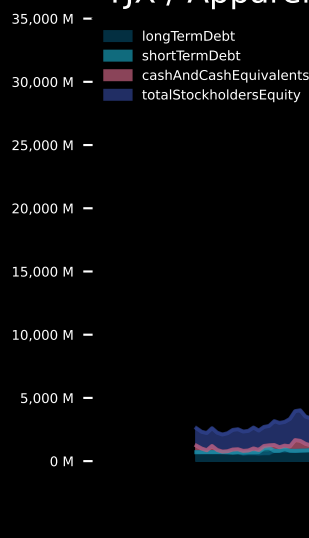 TJX / 
35,000 M
longTermDebt
shortTermDebt
cashAndCashEquivalents
totalStockholdersEquity
30,000 M
25,000 M
20,000 M
15,000 M
10,000 M
5,000 M
0 M